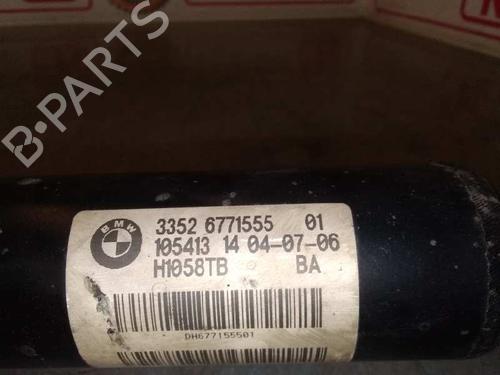 B-PARTS
BMW
3352 6771555 01
105413 14 04-07-06
H1058TB BA
DH677155501